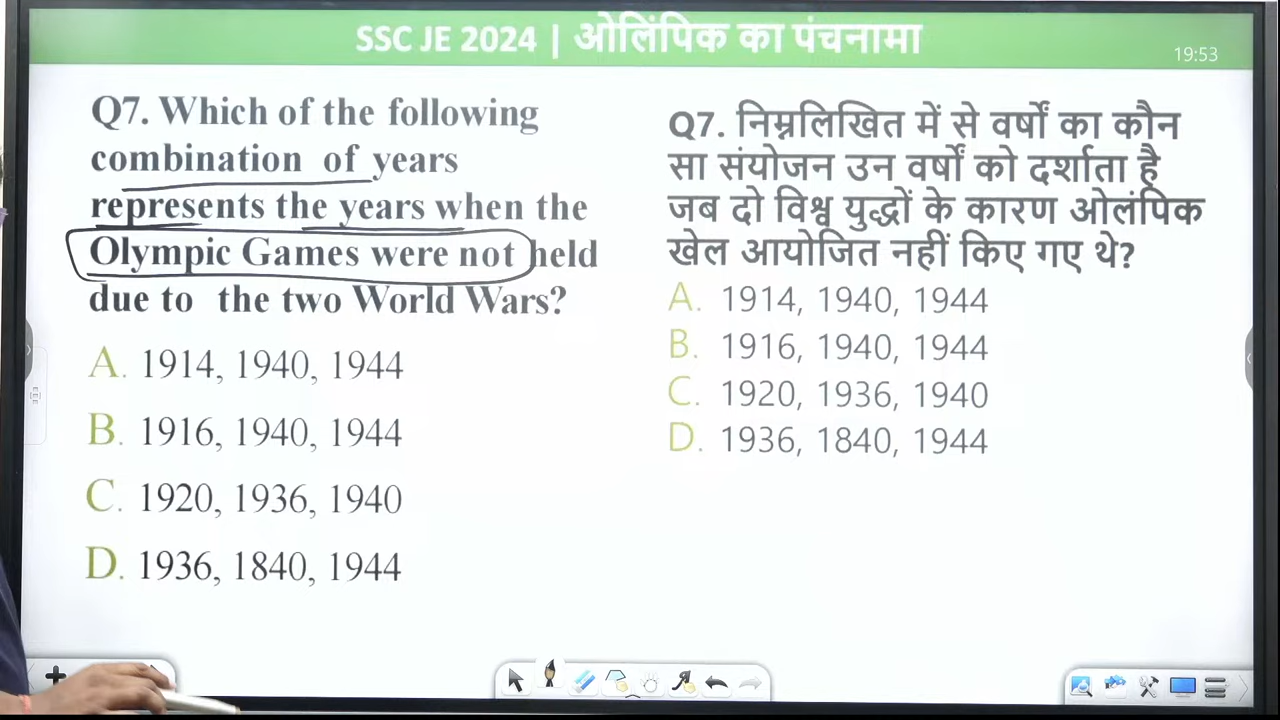 SSC JE 2024 | ओलिंपिक का पंचनामा
19:53
Q7. Which of the following
combination of years
represents the years when the
Olympic Games were not held
due to the two World Wars?
A. 1914, 1940, 1944
B. 1916, 1940, 1944
C. 1920, 1936, 1940
D. 1936, 1840, 1944
Q7. निम्नलिखित में से वर्षों का कौन
सा संयोजन उन वर्षों को दर्शाता है
जब दो विश्व युद्धों के कारण ओलंपिक
खेल आयोजित नहीं किए गए थे?
A. 1914, 1940, 1944
B. 1916, 1940, 1944
C. 1920, 1936, 1940
D. 1936, 1840, 1944